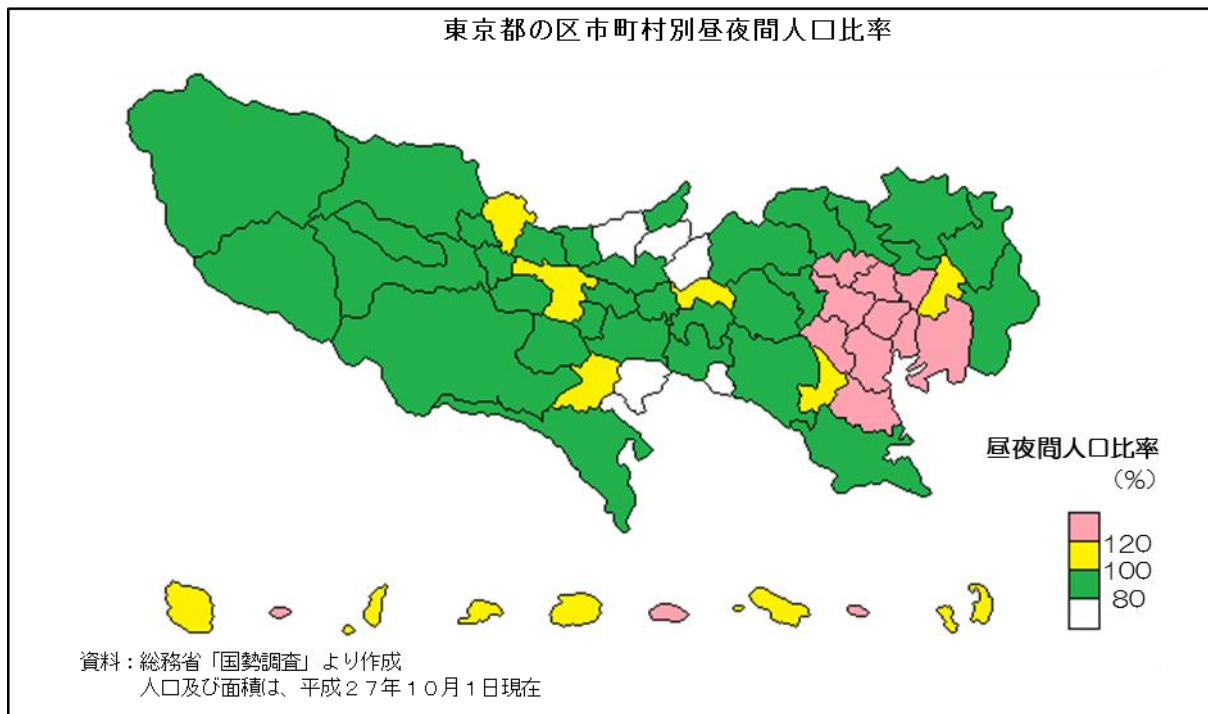 東京都の区市町村別昼夜間人口比率
昼夜間人口比率
（％）
１２０
１００
８０
資料：総務省「国勢調査」より作成
人口及び面積は、平成２７年１０月１日現在